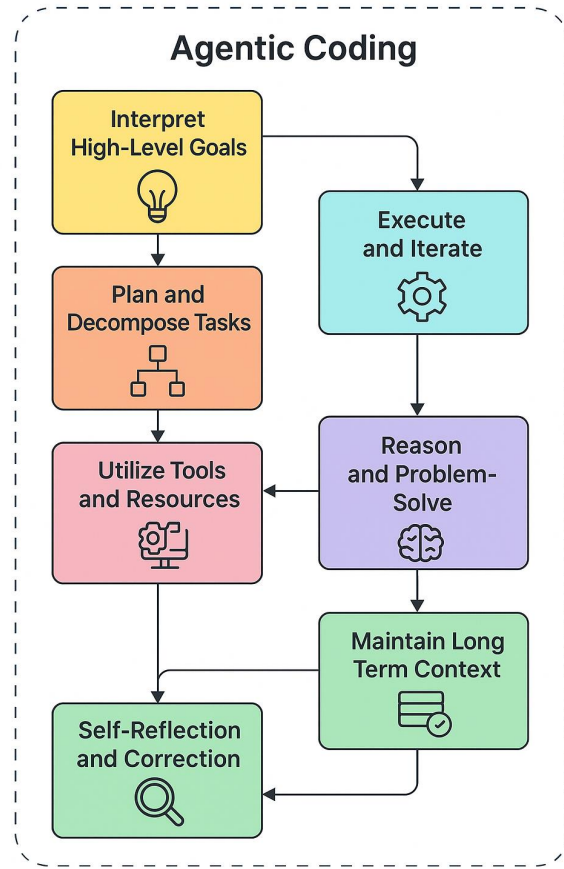 Agentic Coding
Interpret
High-Level Goals
Execute
and Iterate
Plan and
Decompose Tasks
Utilize Tools
and Resources
Reason
and Problem-
Solve
Maintain Long
Term Context
Self-Reflection
and Correction